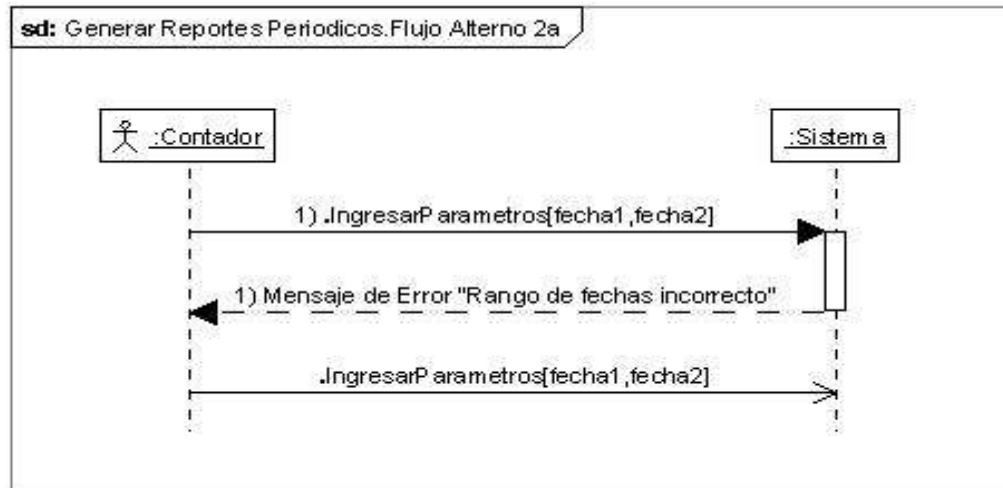 sd: Generar Reportes Periodicos.Flujo Alterno 2a
:Contador
:Sistema
1) .IngresarParametros[fecha1,fecha2]
1) Mensaje de Error "Rango de fechas incorrecto"
.IngresarParametros[fecha1,fecha2]